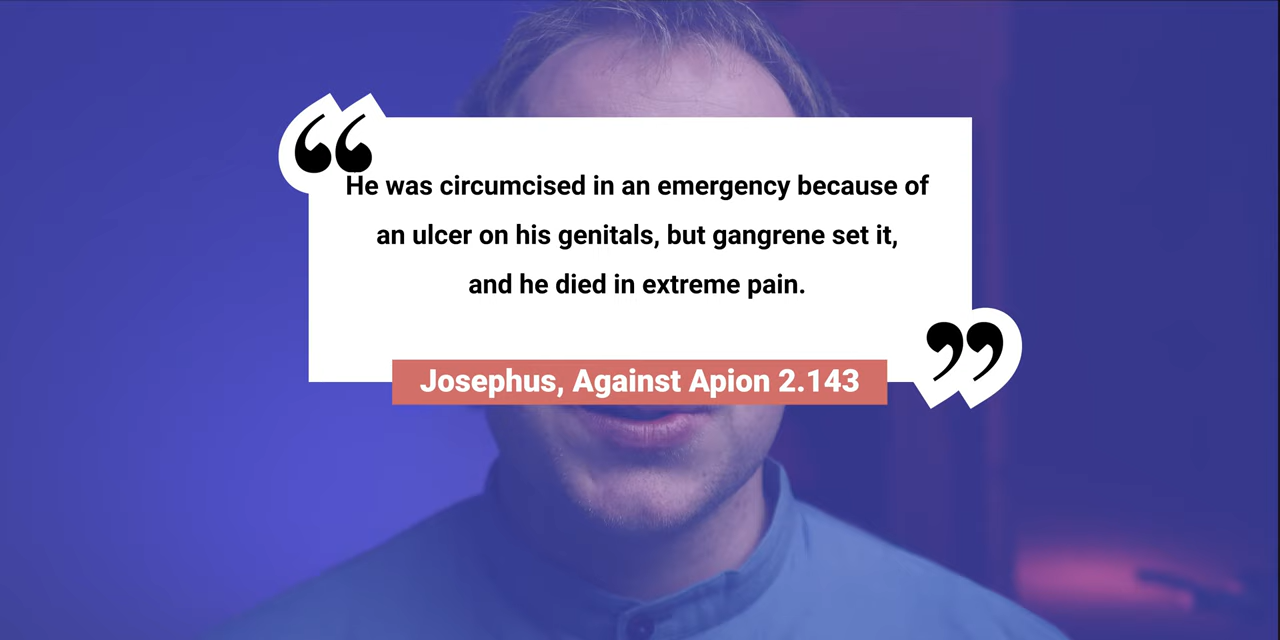 “
He was circumcised in an emergency because of
an ulcer on his genitals, but gangrene set it,
and he died in extreme pain.
”
Josephus, Against Apion 2.143